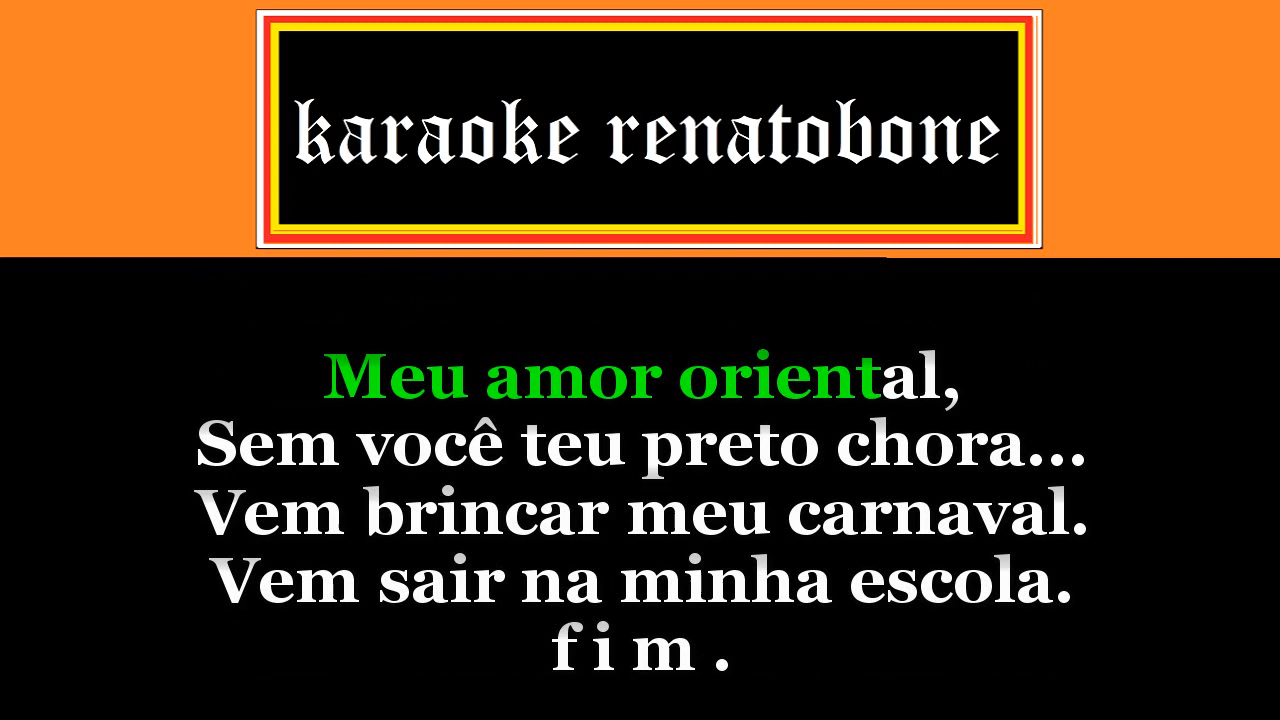 karaoke renatobone
Meu amor oriental,
Sem você teu preto chora...
Vem brincar meu carnaval.
Vem sair na minha escola.
f i m .